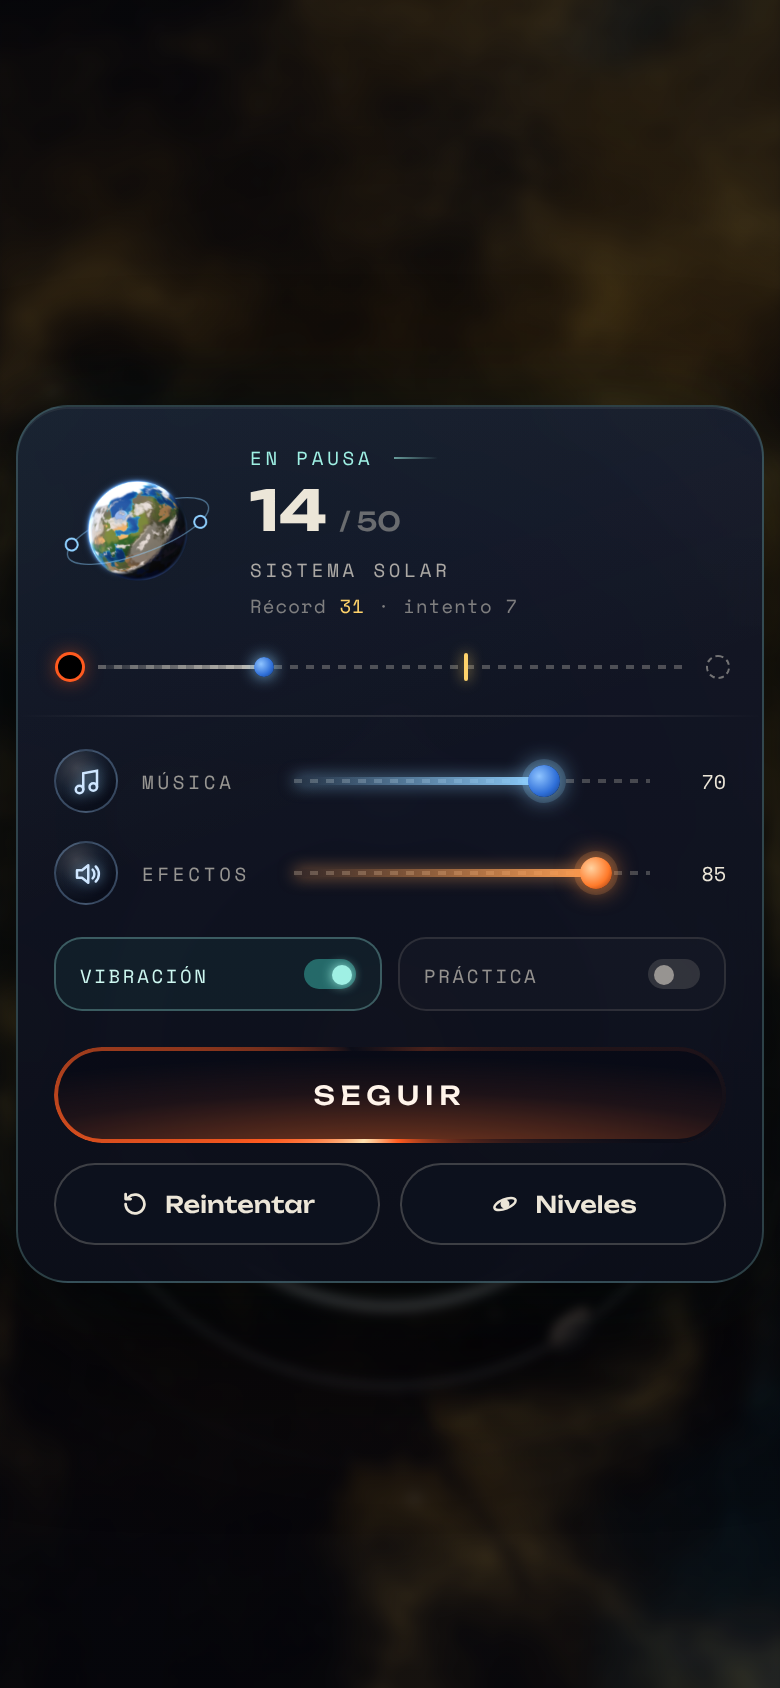 EN PAUSA
14 / 50
SISTEMA SOLAR
Récord 31 · intento 7
MÚSICA 70
EFECTOS 85
VIBRACIÓN PRÁCTICA
SEGUIR
Reintentar Niveles